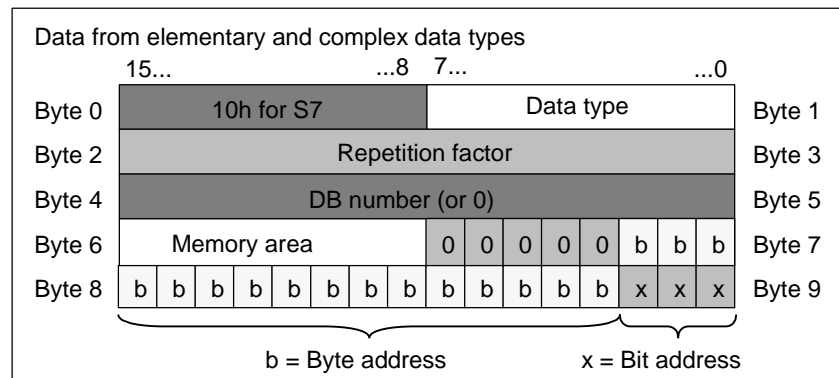 Data from elementary and complex data types
15... ...8 7... ...0
Byte 0 10h for S7 Data type Byte 1
Byte 2 Repetition factor Byte 3
Byte 4 DB number (or 0) Byte 5
Byte 6 Memory area 0 0 0 0 0 b b b Byte 7
Byte 8 b b b b b b b b b b b b b x x x Byte 9
b = Byte address x = Bit address